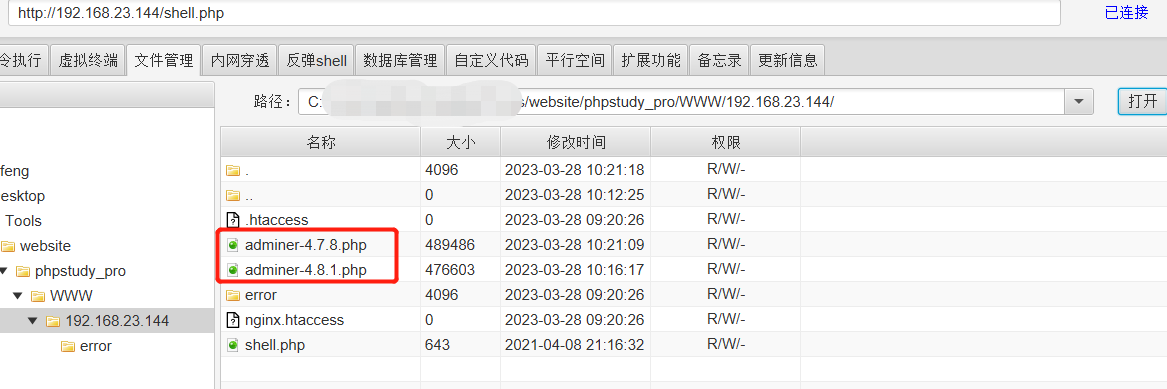 http://192.168.23.144/shell.php 已连接
令执行 虚拟终端 文件管理 内网穿透 反弹shell 数据库管理 自定义代码 平行空间 扩展功能 备忘录 更新信息
路径： C: s/website/phpstudy_pro/WWW/192.168.23.144/ 打开
名称 大小 修改时间 权限
. 4096 2023-03-28 10:21:18 R/W/-
feng
.. 0 2023-03-28 10:12:25 R/W/-
esktop
.htaccess 0 2023-03-28 09:20:26 R/W/-
Tools
adminer-4.7.8.php 489486 2023-03-28 10:21:09 R/W/-
website
adminer-4.8.1.php 476603 2023-03-28 10:16:17 R/W/-
phpstudy_pro
error 4096 2023-03-28 09:20:26 R/W/-
WWW
nginx.htaccess 0 2023-03-28 09:20:26 R/W/-
192.168.23.144
shell.php 643 2021-04-08 21:16:32 R/W/-
error